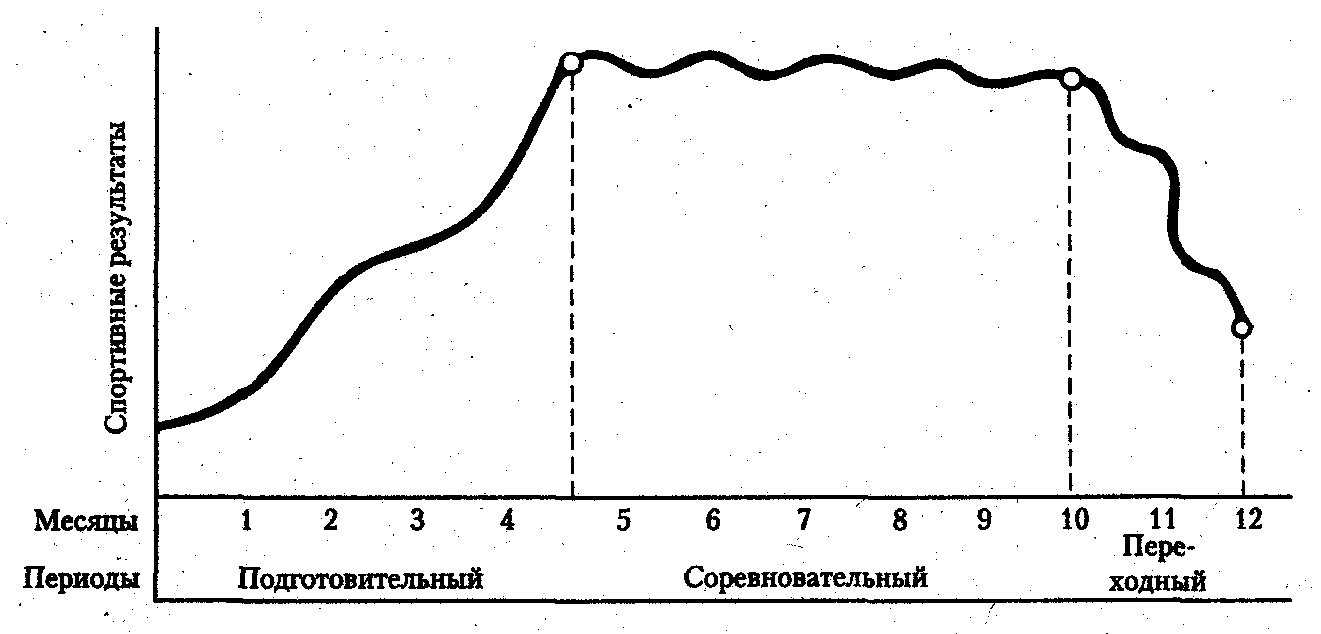 Спортивные результаты
Месяцы 1 2 3 4 5 6 7 8 9 10 11 12
Периоды Подготовительный Соревновательный Пере-
ходный